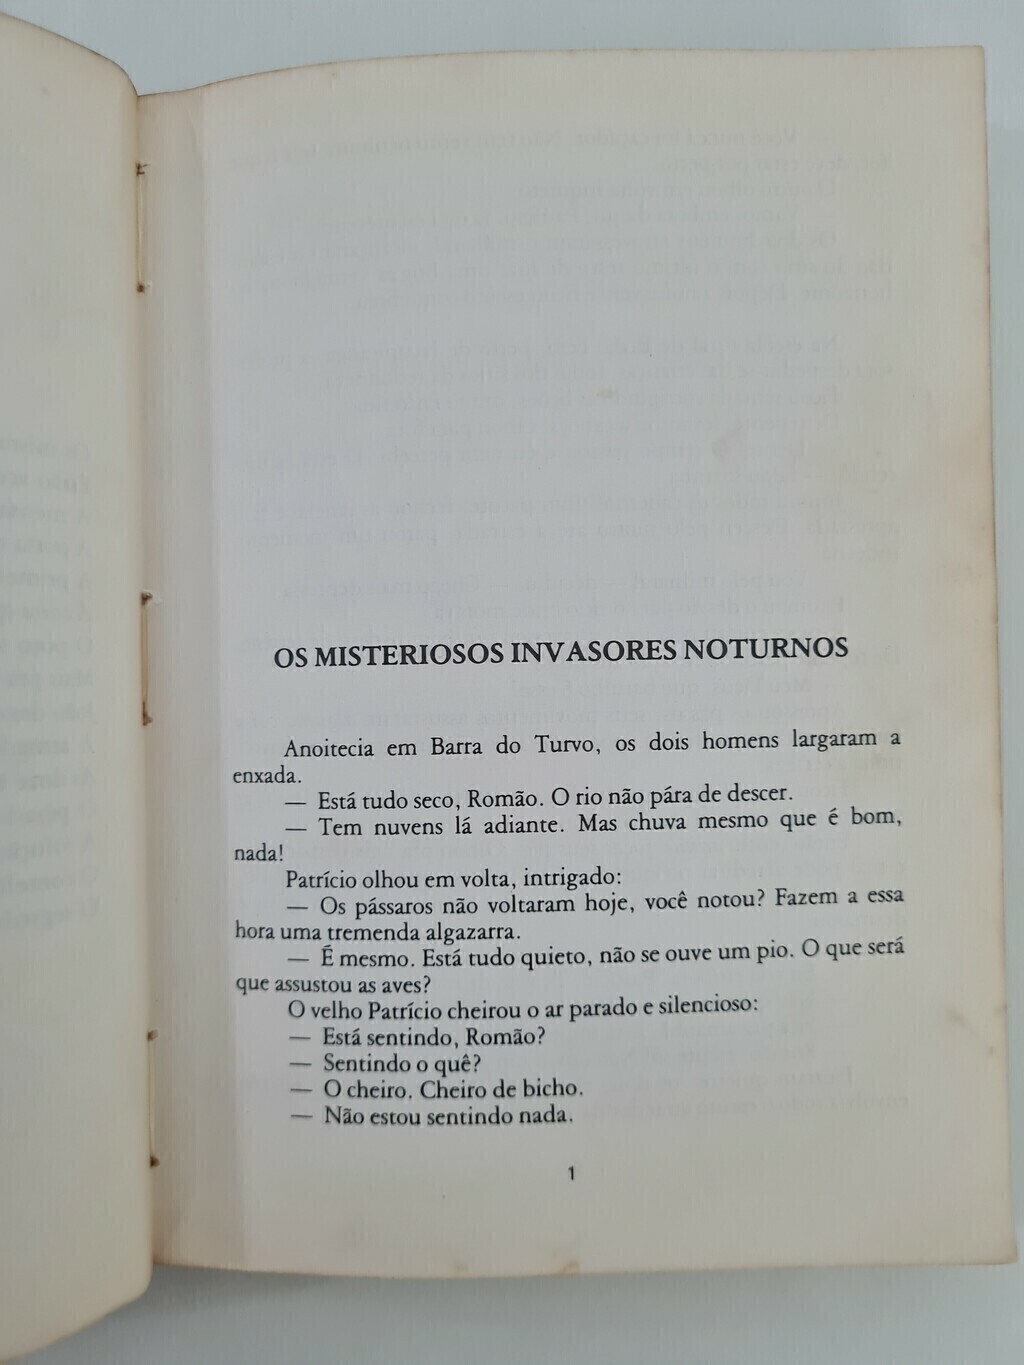 OS MISTERIOSOS INVASORES NOTURNOS
Anoitecia em Barra do Turvo, os dois homens largaram a
enxada.
— Está tudo seco, Romão. O rio não pára de descer.
— Tem nuvens lá adiante. Mas chuva mesmo que é bom,
nada!
Patrício olhou em volta, intrigado:
— Os pássaros não voltaram hoje, você notou? Fazem a essa
hora uma tremenda algazarra.
— É mesmo. Está tudo quieto, não se ouve um pio. O que será
que assustou as aves?
O velho Patrício cheirou o ar parado e silencioso:
— Está sentindo, Romão?
— Sentindo o quê?
— O cheiro. Cheiro de bicho.
— Não estou sentindo nada.
1